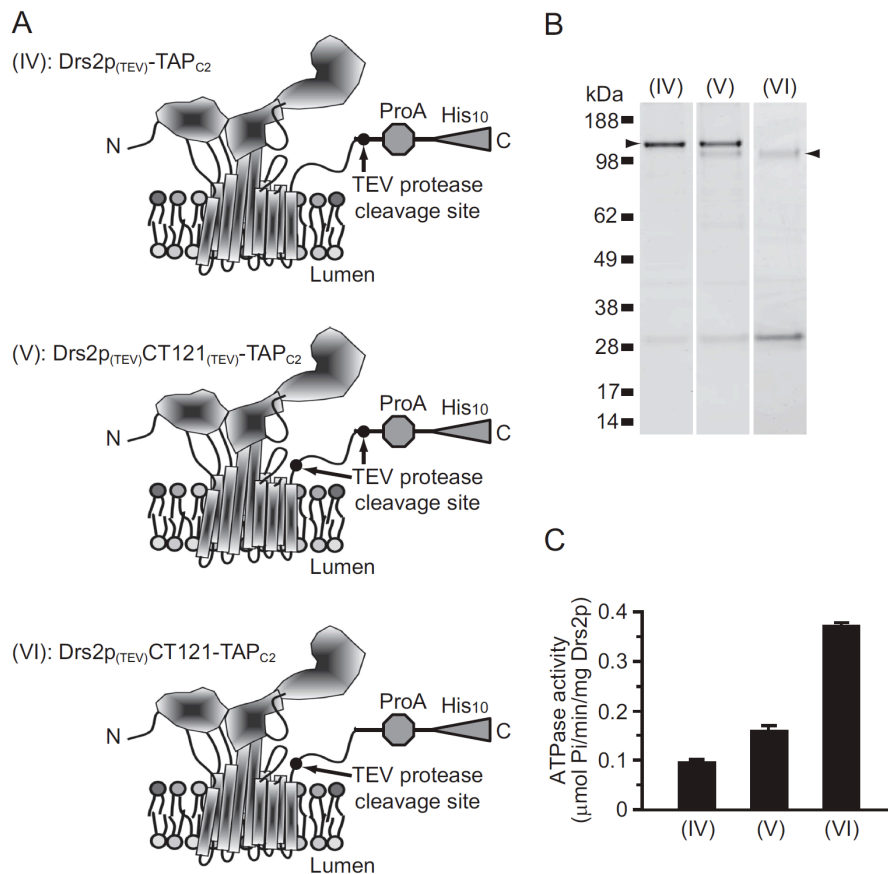 A
(IV): Drs2p(TEV)-TAPC2
N
ProA
His10
C
TEV protease
cleavage site
Lumen
(V): Drs2p(TEV)CT121(TEV)-TAPC2
N
ProA
His10
C
TEV protease
cleavage site
Lumen
(VI): Drs2p(TEV)CT121-TAPC2
N
ProA
His10
C
TEV protease
cleavage site
Lumen
B
kDa
(IV) (V) (VI)
188
98
62
49
38
28
17
14
C
ATPase activity
(μmol Pi/min/mg Drs2p)
0.4
0.3
0.2
0.1
0
(IV) (V) (VI)